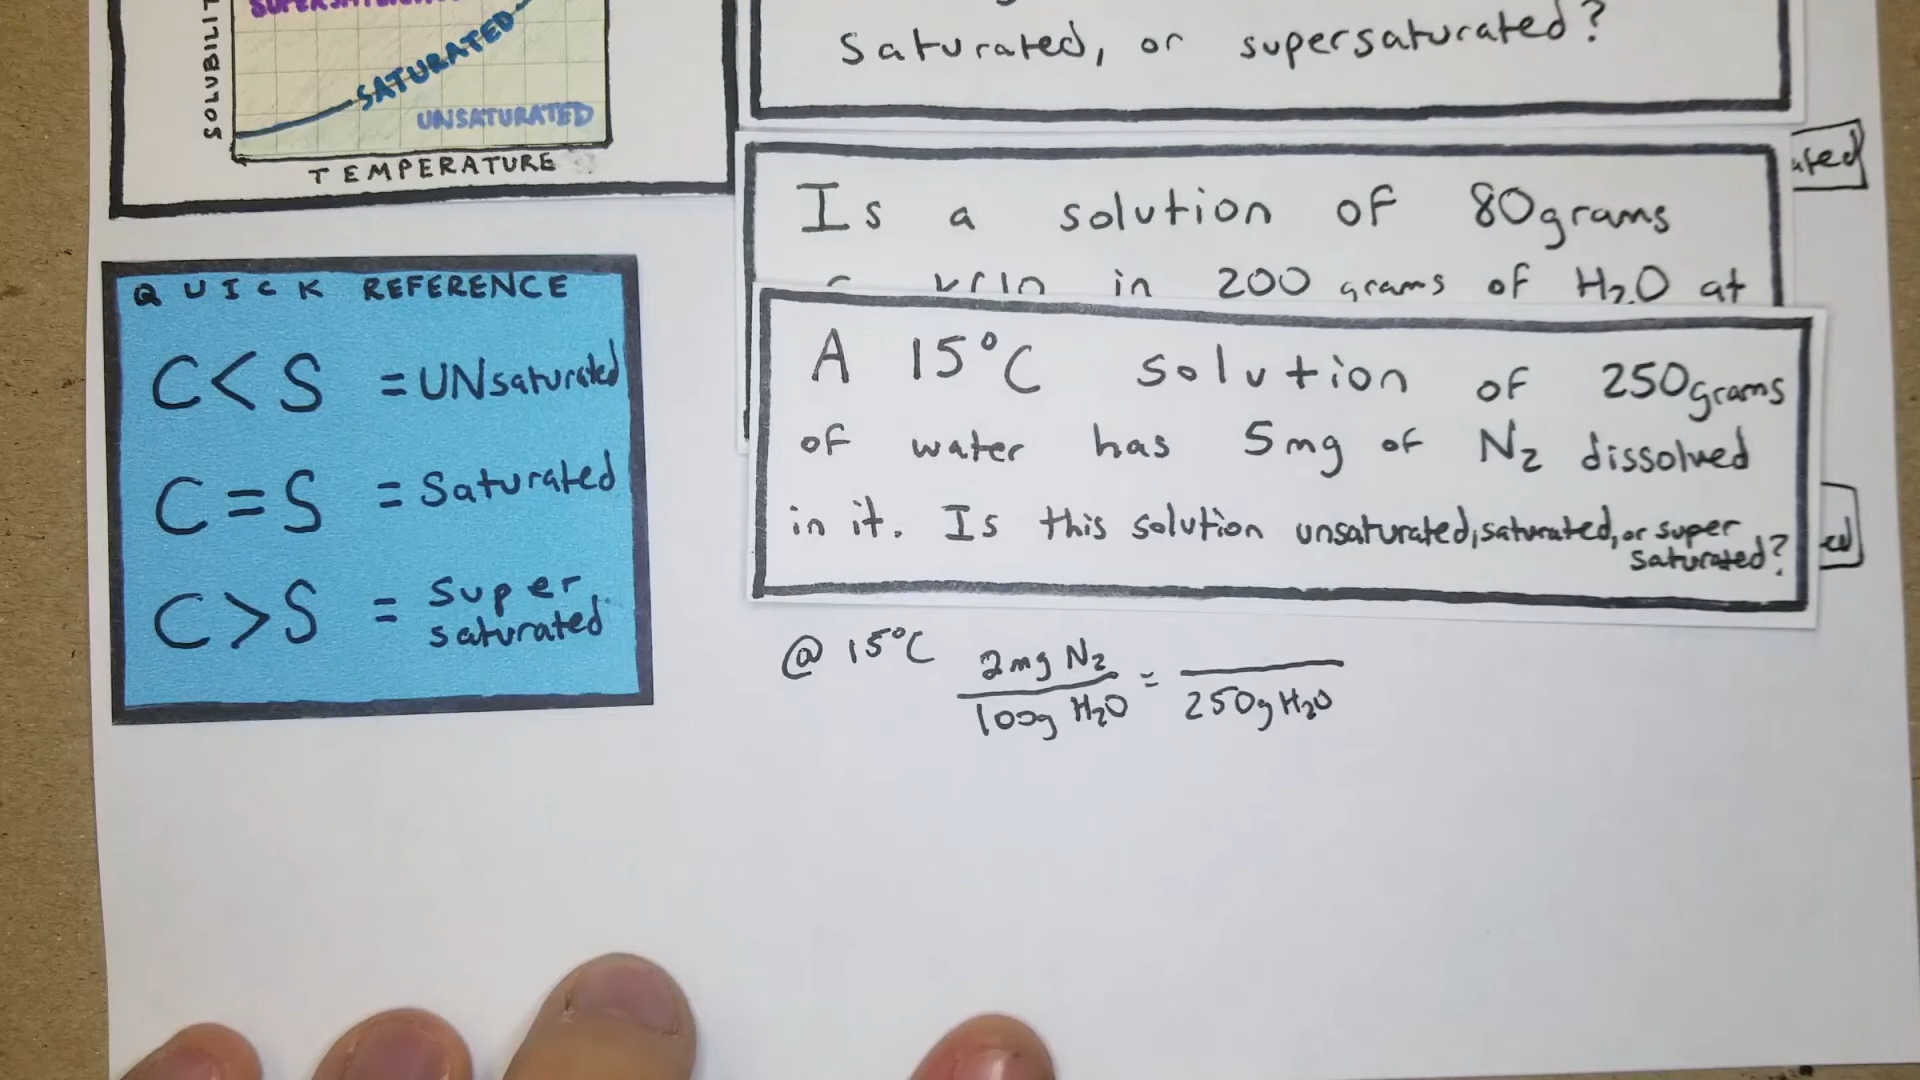 SATURATED
UNSATURATED
TEMPERATURE
saturated, or supersaturated?
Is a solution of 80grams
in 200 grams of H₂O at
QUICK REFERENCE
C<S = UNsaturated
C=S = Saturated
C>S = super
saturated
A 15°C solution of 250grams
of water has 5mg of N₂ dissolved
in it. Is this solution unsaturated, saturated, or super
saturated?
@ 15°C 2mg N₂ =
100g H₂O 250g H₂O